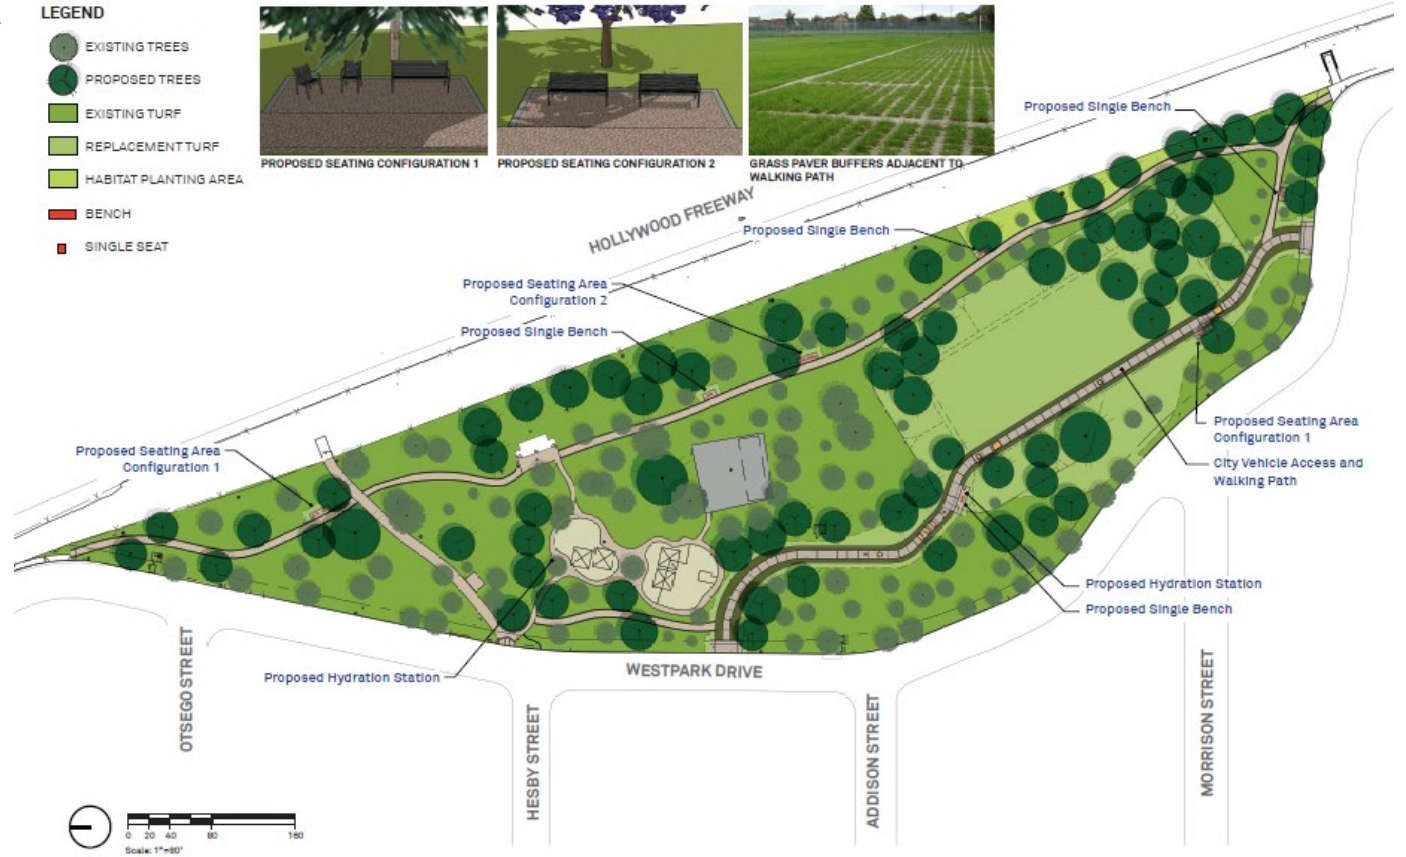 LEGEND
EXISTING TREES
PROPOSED TREES
EXISTING TURF
REPLACEMENT TURF
HABITAT PLANTING AREA
BENCH
SINGLE SEAT
PROPOSED SEATING CONFIGURATION 1
PROPOSED SEATING CONFIGURATION 2
GRASS PAVER BUFFERS ADJACENT TO
WALKING PATH
HOLLYWOOD FREEWAY
Proposed Single Bench
Proposed Single Bench
Proposed Seating Area
Configuration 2
Proposed Single Bench
Proposed Seating Area
Configuration 1
Proposed Seating Area
Configuration 1
City Vehicle Access and
Walking Path
Proposed Hydration Station
Proposed Single Bench
Proposed Hydration Station
WESTPARK DRIVE
OTSEGO STREET
HESBY STREET
ADDISON STREET
MORRISON STREET
0 20 40 80 160
Scale: 1"=80'